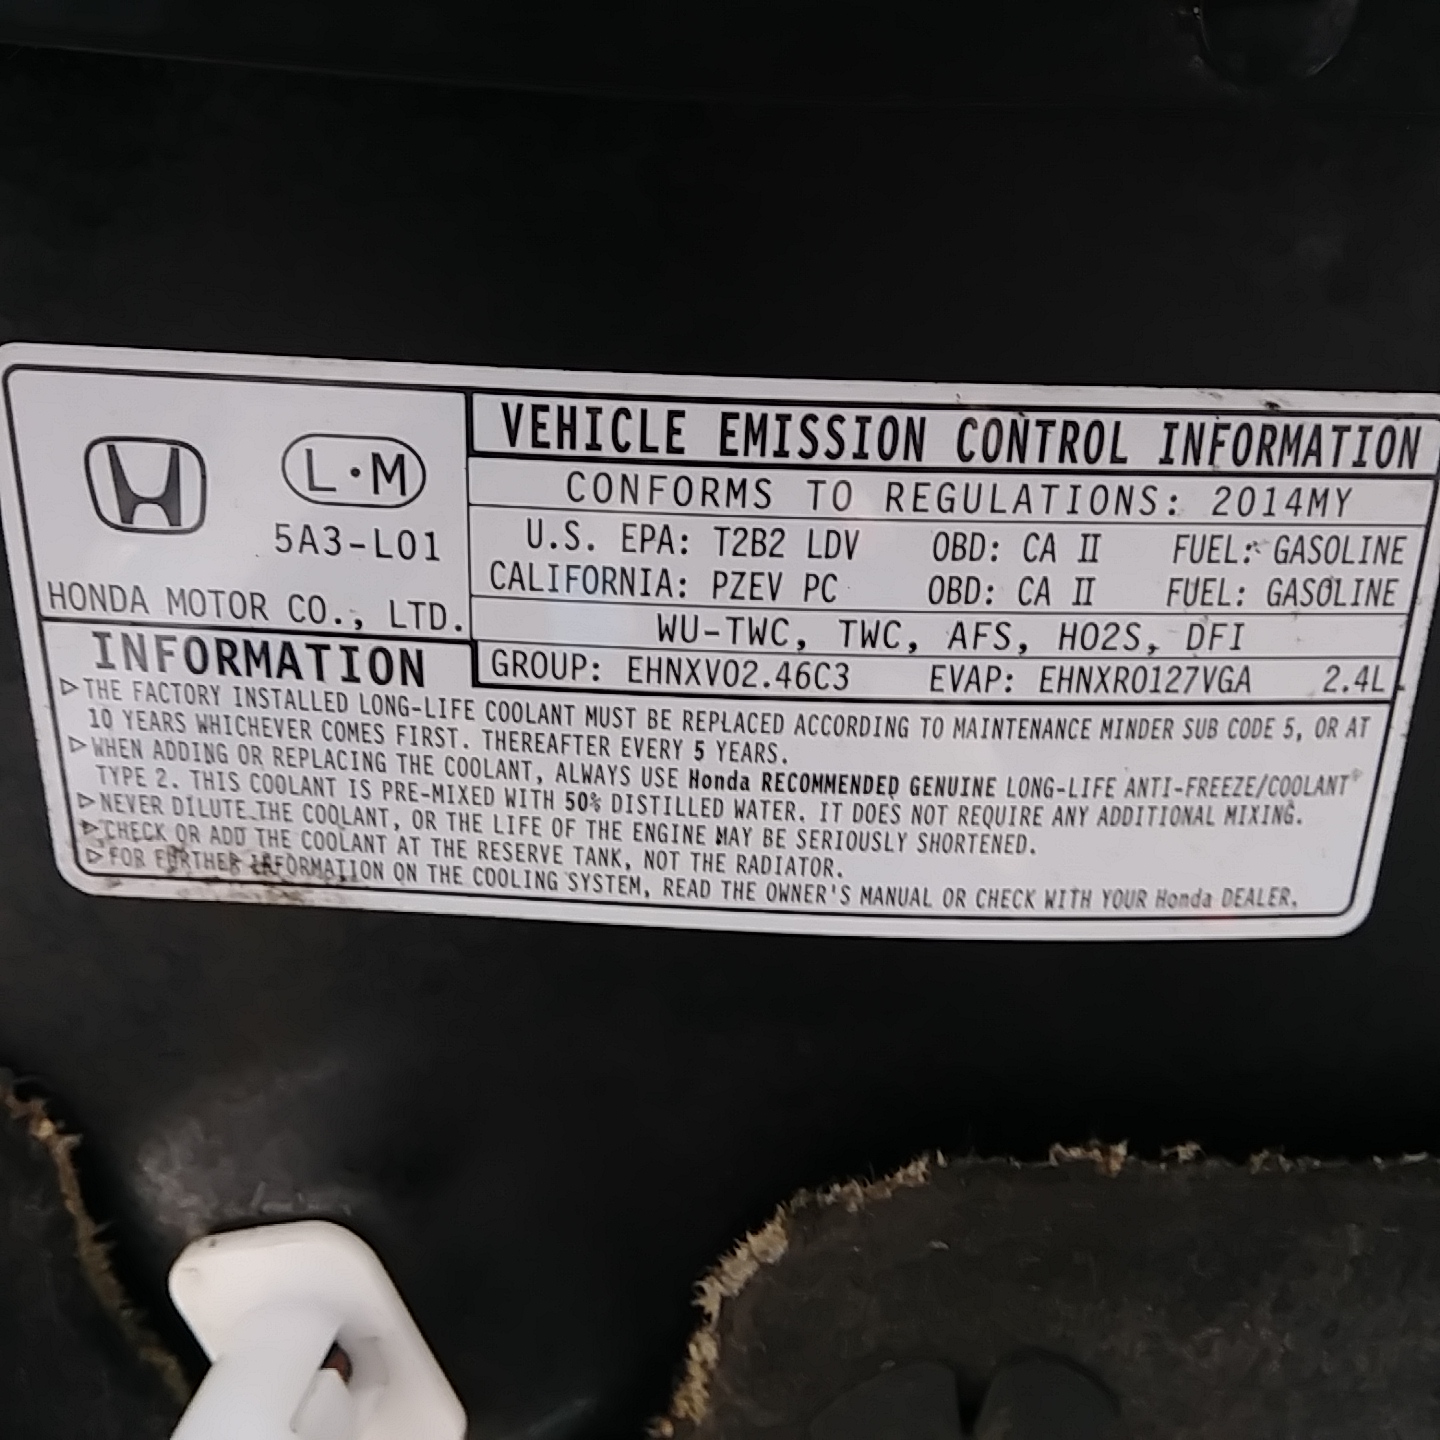 L·M
5A3-L01
HONDA MOTOR CO., LTD.
VEHICLE EMISSION CONTROL INFORMATION
CONFORMS TO REGULATIONS: 2014MY
U.S. EPA: T2B2 LDV OBD: CA II FUEL: GASOLINE
CALIFORNIA: PZEV PC OBD: CA II FUEL: GASOLINE
WU-TWC, TWC, AFS, HO2S, DFI
GROUP: EHNXV02.46C3 EVAP: EHNXR0127VGA 2.4L
INFORMATION
▷THE FACTORY INSTALLED LONG-LIFE COOLANT MUST BE REPLACED ACCORDING TO MAINTENANCE MINDER SUB CODE 5, OR AT
10 YEARS WHICHEVER COMES FIRST. THEREAFTER EVERY 5 YEARS.
▷WHEN ADDING OR REPLACING THE COOLANT, ALWAYS USE Honda RECOMMENDED GENUINE LONG-LIFE ANTI-FREEZE/COOLANT
TYPE 2. THIS COOLANT IS PRE-MIXED WITH 50% DISTILLED WATER. IT DOES NOT REQUIRE ANY ADDITIONAL MIXING.
▷NEVER DILUTE THE COOLANT, OR THE LIFE OF THE ENGINE MAY BE SERIOUSLY SHORTENED.
▷CHECK OR ADD THE COOLANT AT THE RESERVE TANK, NOT THE RADIATOR.
▷FOR FURTHER INFORMATION ON THE COOLING SYSTEM, READ THE OWNER'S MANUAL OR CHECK WITH YOUR Honda DEALER.